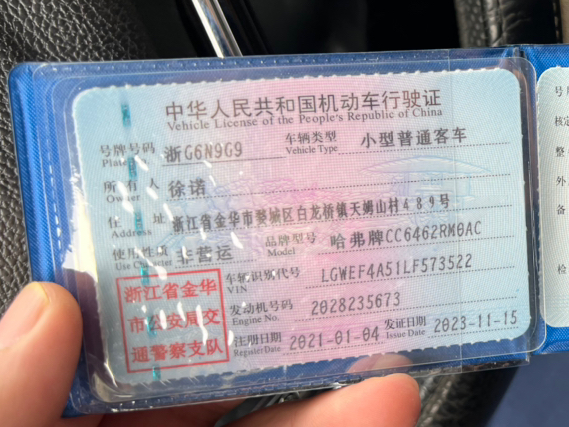 中华人民共和国机动车行驶证
Vehicle License of the People's Republic of China
号牌号码 浙G6N9G9 车辆类型 小型普通客车
Plate Vehicle Type
所有人 徐诺
Owner
住址 浙江省金华市婺城区白龙桥镇天姆山村489号
Address
使用性质 非营运 品牌型号 哈弗牌CC6462RM0AC
Use Character Model
车辆识别代号 LGWEF4A51LF573522
VIN
发动机号码 2028235673
Engine No.
注册日期 2021-01-04 发证日期 2023-11-15
Register Date Issue Date
浙江省金华
市公安局交
通警察支队
号
核定
整
外
备
检